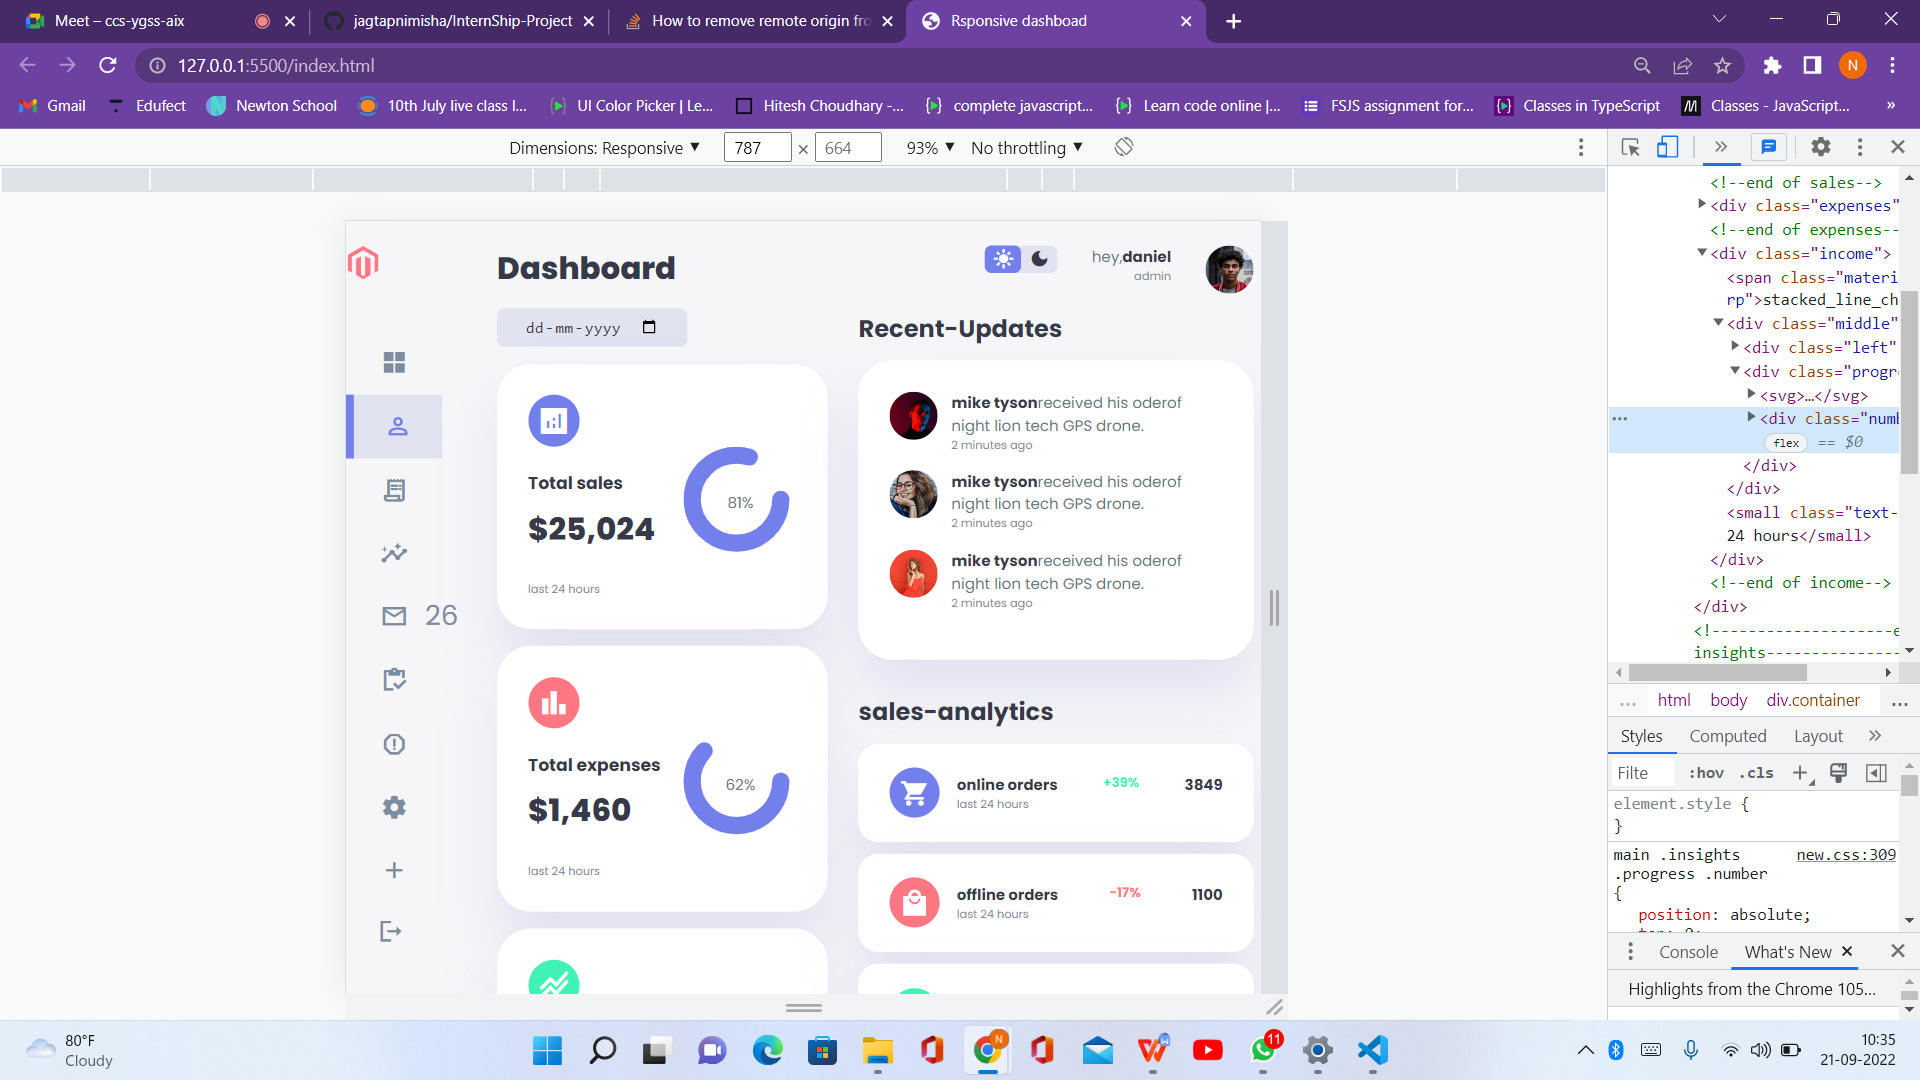 Meet – ccs-ygss-aix
jagtapnimisha/InternShip-Project
How to remove remote origin fro
Rsponsive dashboad
127.0.0.1:5500/index.html
N
Gmail
Edufect
Newton School
10th July live class l...
UI Color Picker | Le...
Hitesh Choudhary -...
complete javascript...
Learn code online |...
FSJS assignment for...
Classes in TypeScript
Classes - JavaScript...
»
Dimensions: Responsive ▼ 787 × 664 93% ▼ No throttling ▼
Dashboard
hey,daniel
admin
dd-mm-yyyy
Total sales
$25,024
81%
last 24 hours
Total expenses
$1,460
62%
last 24 hours
26
Recent-Updates
mike tysonreceived his oderof
night lion tech GPS drone.
2 minutes ago
mike tysonreceived his oderof
night lion tech GPS drone.
2 minutes ago
mike tysonreceived his oderof
night lion tech GPS drone.
2 minutes ago
sales-analytics
online orders +39% 3849
last 24 hours
offline orders -17% 1100
last 24 hours
<!--end of sales-->
<div class="expenses"
<!--end of expenses--
<div class="income">
<span class="materi
rp">stacked_line_ch
<div class="middle"
<div class="left"
<div class="progr
<svg>…</svg>
<div class="numb
flex == $0
</div>
</div>
<small class="text-
24 hours</small>
</div>
<!--end of income-->
</div>
<!---------------------e
insights----------------
... html body div.container ...
Styles Computed Layout »
Filte :hov .cls +
element.style {
}
main .insights new.css:309
.progress .number
{
position: absolute;
top: 0;
Console What's New ×
Highlights from the Chrome 105...
80°F
Cloudy
N
11
10:35
21-09-2022